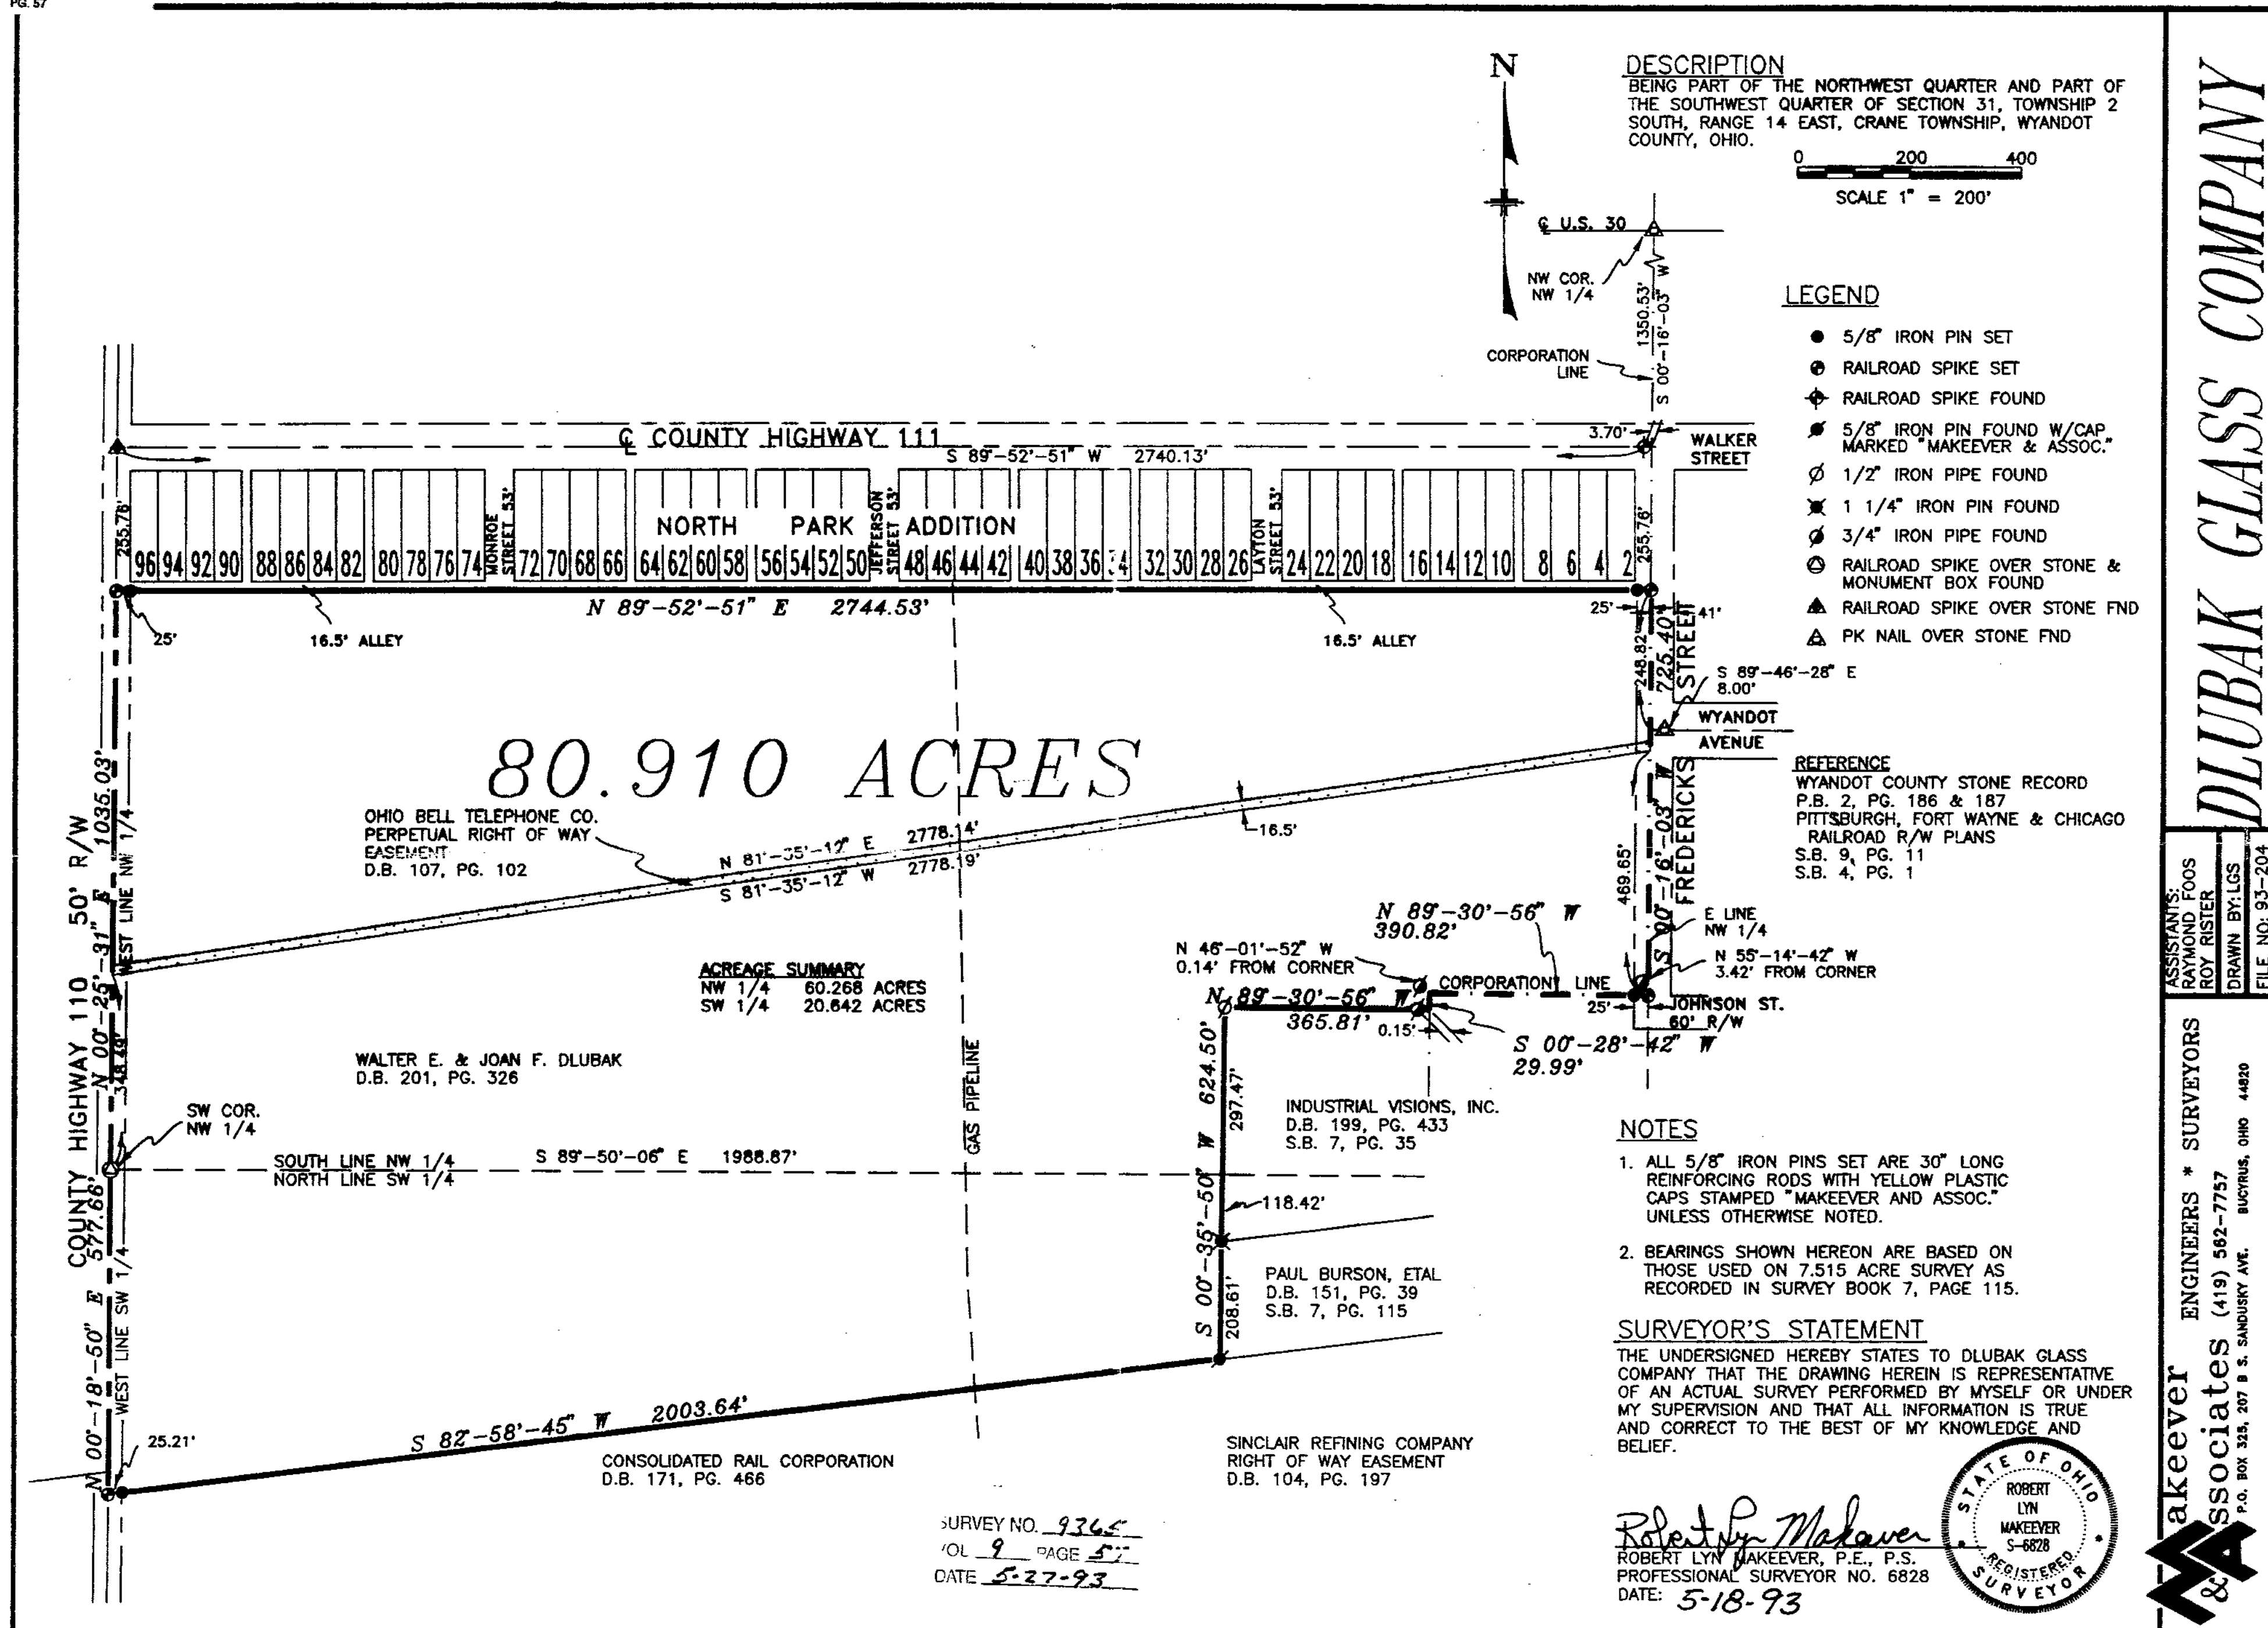 PG. 57
N
DESCRIPTION
BEING PART OF THE NORTHWEST QUARTER AND PART OF
THE SOUTHWEST QUARTER OF SECTION 31, TOWNSHIP 2
SOUTH, RANGE 14 EAST, CRANE TOWNSHIP, WYANDOT
COUNTY, OHIO.
0 200 400
SCALE 1" = 200'
℄ U.S. 30
NW COR.
NW 1/4
1350.53'
S 00°-16'-03" W
CORPORATION
LINE
LEGEND
5/8" IRON PIN SET
RAILROAD SPIKE SET
RAILROAD SPIKE FOUND
5/8" IRON PIN FOUND W/CAP
MARKED "MAKEEVER & ASSOC."
1/2" IRON PIPE FOUND
1 1/4" IRON PIN FOUND
3/4" IRON PIPE FOUND
RAILROAD SPIKE OVER STONE &
MONUMENT BOX FOUND
RAILROAD SPIKE OVER STONE FND
PK NAIL OVER STONE FND
℄ COUNTY HIGHWAY 111
S 89°-52'-51" W 2740.13'
3.70'
WALKER
STREET
255.76'
MONROE
STREET 53'
JEFFERSON
STREET 53'
LAYTON
STREET 53'
255.76'
NORTH PARK ADDITION
96 94 92 90 88 86 84 82 80 78 76 74 72 70 68 66 64 62 60 58 56 54 52 50 48 46 44 42 40 38 36 34 32 30 28 26 24 22 20 18 16 14 12 10 8 6 4 2
N 89°-52'-51" E 2744.53'
25'
16.5' ALLEY
16.5' ALLEY
25'
41'
248.82'
725.40'
FREDERICKS STREET
S 89°-46'-28" E
8.00'
WYANDOT
AVENUE
80.910 ACRES
OHIO BELL TELEPHONE CO.
PERPETUAL RIGHT OF WAY
EASEMENT
D.B. 107, PG. 102
N 81°-35'-12" E 2778.14'
S 81°-35'-12" W 2778.19'
16.5'
REFERENCE
WYANDOT COUNTY STONE RECORD
P.B. 2, PG. 186 & 187
PITTSBURGH, FORT WAYNE & CHICAGO
RAILROAD R/W PLANS
S.B. 9, PG. 11
S.B. 4, PG. 1
COUNTY HIGHWAY 110 50' R/W
N 00°-25'-31" E 1035.03'
WEST LINE NW 1/4
348.49'
469.65'
S 00°-16'-03" W
E LINE
NW 1/4
N 89°-30'-56" W
390.82'
N 46°-01'-52" W
0.14' FROM CORNER
N 55°-14'-42" W
3.42' FROM CORNER
CORPORATION LINE
ACREAGE SUMMARY
NW 1/4 60.268 ACRES
SW 1/4 20.642 ACRES
N 89°-30'-56" W
365.81'
0.15'
25'
JOHNSON ST.
60' R/W
S 00°-28'-42" W
29.99'
WALTER E. & JOAN F. DLUBAK
D.B. 201, PG. 326
GAS PIPELINE
S 00°-35'-50" W 624.50'
297.47'
INDUSTRIAL VISIONS, INC.
D.B. 199, PG. 433
S.B. 7, PG. 35
SW COR.
NW 1/4
SOUTH LINE NW 1/4
NORTH LINE SW 1/4
S 89°-50'-06" E 1988.87'
118.42'
N 00°-18'-50" E 577.66'
WEST LINE SW 1/4
208.61'
PAUL BURSON, ETAL
D.B. 151, PG. 39
S.B. 7, PG. 115
25.21'
S 82°-58'-45" W 2003.64'
CONSOLIDATED RAIL CORPORATION
D.B. 171, PG. 466
SINCLAIR REFINING COMPANY
RIGHT OF WAY EASEMENT
D.B. 104, PG. 197
NOTES
1. ALL 5/8" IRON PINS SET ARE 30" LONG
REINFORCING RODS WITH YELLOW PLASTIC
CAPS STAMPED "MAKEEVER AND ASSOC."
UNLESS OTHERWISE NOTED.
2. BEARINGS SHOWN HEREON ARE BASED ON
THOSE USED ON 7.515 ACRE SURVEY AS
RECORDED IN SURVEY BOOK 7, PAGE 115.
SURVEYOR'S STATEMENT
THE UNDERSIGNED HEREBY STATES TO DLUBAK GLASS
COMPANY THAT THE DRAWING HEREIN IS REPRESENTATIVE
OF AN ACTUAL SURVEY PERFORMED BY MYSELF OR UNDER
MY SUPERVISION AND THAT ALL INFORMATION IS TRUE
AND CORRECT TO THE BEST OF MY KNOWLEDGE AND
BELIEF.
Robert Lyn Makeever
ROBERT LYN MAKEEVER, P.E., P.S.
PROFESSIONAL SURVEYOR NO. 6828
DATE: 5-18-93
STATE OF OHIO
ROBERT
LYN
MAKEEVER
S-6828
REGISTERED
SURVEYOR
SURVEY NO. 9365
VOL 9 PAGE 57
DATE 5-27-93
DLUBAK GLASS COMPANY
ASSISTANTS:
RAYMOND FOOS
ROY RISTER
DRAWN BY: LGS
FILE NO: 93-204
Makeever ENGINEERS * SURVEYORS
& Associates (419) 562-7757
P.O. BOX 325, 207 B S. SANDUSKY AVE. BUCYRUS, OHIO 44820